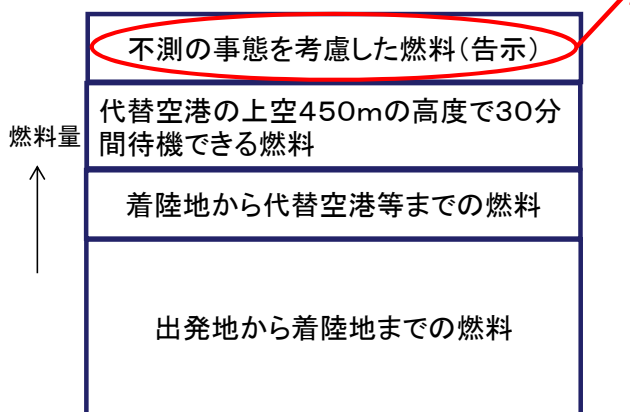 不測の事態を考慮した燃料(告示)
代替空港の上空450mの高度で30分
間待機できる燃料
燃料量
着陸地から代替空港等までの燃料
出発地から着陸地までの燃料